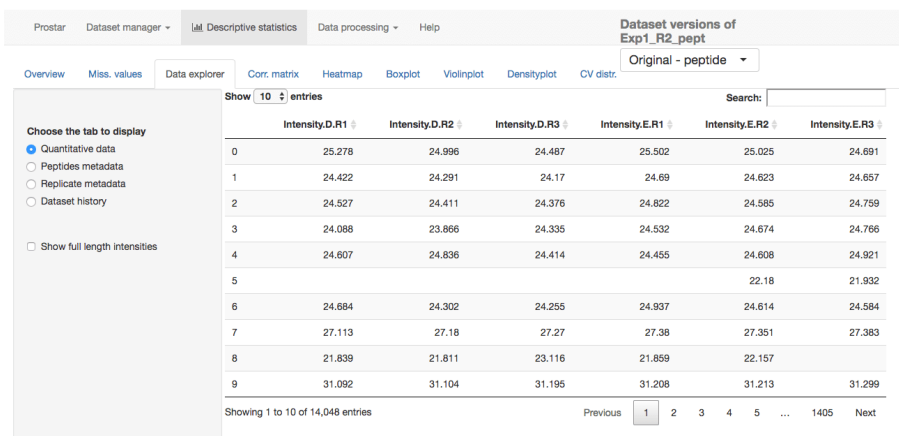 Prostar Dataset manager Descriptive statistics Data processing Help
Dataset versions of
Exp1_R2_pept
Original - peptide
Overview Miss. values Data explorer Corr. matrix Heatmap Boxplot Violinplot Densityplot CV distr.
Choose the tab to display
Quantitative data
Peptides metadata
Replicate metadata
Dataset history
Show full length intensities
Show 10 entries Search:
Intensity.D.R1 Intensity.D.R2 Intensity.D.R3 Intensity.E.R1 Intensity.E.R2 Intensity.E.R3
0 25.278 24.996 24.487 25.502 25.025 24.691
1 24.422 24.291 24.17 24.69 24.623 24.657
2 24.527 24.411 24.376 24.822 24.585 24.759
3 24.088 23.866 24.335 24.532 24.674 24.766
4 24.607 24.836 24.414 24.455 24.608 24.921
5 22.18 21.932
6 24.684 24.302 24.255 24.937 24.614 24.584
7 27.113 27.18 27.27 27.38 27.351 27.383
8 21.839 21.811 23.116 21.859 22.157
9 31.092 31.104 31.195 31.208 31.213 31.299
Showing 1 to 10 of 14,048 entries Previous 1 2 3 4 5 ... 1405 Next